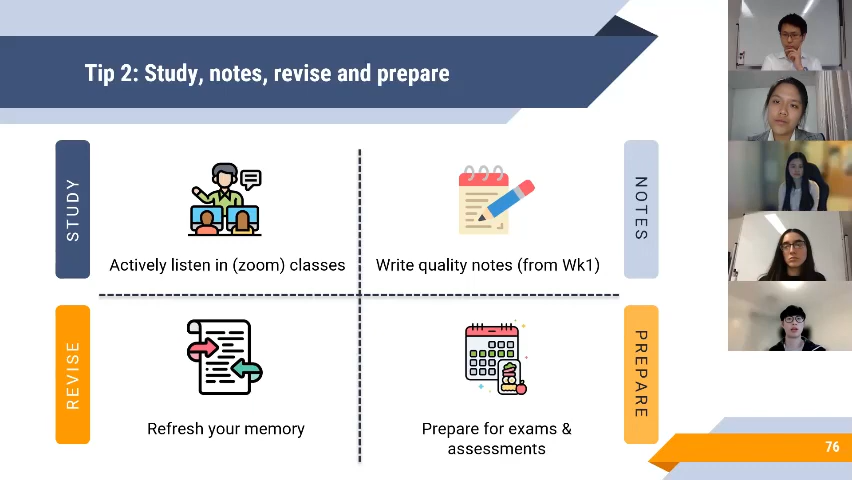 Tip 2: Study, notes, revise and prepare
STUDY
Actively listen in (zoom) classes
Write quality notes (from Wk1)
NOTES
REVISE
Refresh your memory
Prepare for exams &
assessments
PREPARE
76